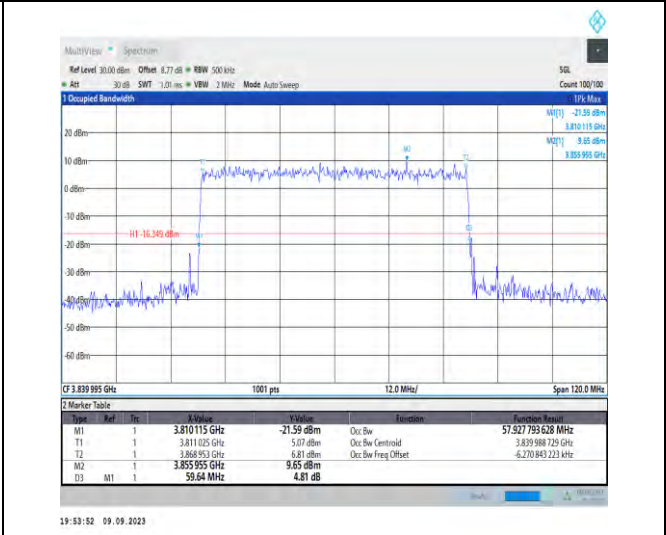 MultiView Spectrum
Ref Level 30.00 dBm Offset 8.77 dB RBW 500 kHz SGL
Att 30 dB SWT 1.01 ms VBW 2 MHz Mode Auto Sweep Count 100/100
1 Occupied Bandwidth 1Pk Max
M1[1] -21.59 dBm
3.810 115 GHz
M2[1] 9.65 dBm
3.855 955 GHz
20 dBm
10 dBm
0 dBm
-10 dBm
H1 -16.349 dBm
-20 dBm
-30 dBm
-40 dBm
-50 dBm
-60 dBm
T1
M2
T2
M1
D3
CF 3.839 995 GHz 1001 pts 12.0 MHz/ Span 120.0 MHz
2 Marker Table
Type Ref Trc X-Value Y-Value Function Function Result
M1 1 3.810 115 GHz -21.59 dBm Occ Bw 57.927 793 628 MHz
T1 1 3.811 025 GHz 5.07 dBm Occ Bw Centroid 3.839 988 729 GHz
T2 1 3.868 953 GHz 6.81 dBm Occ Bw Freq Offset -6.270 843 223 kHz
M2 1 3.855 955 GHz 9.65 dBm
D3 M1 1 59.64 MHz 4.81 dB
19:53:52 09.09.2023